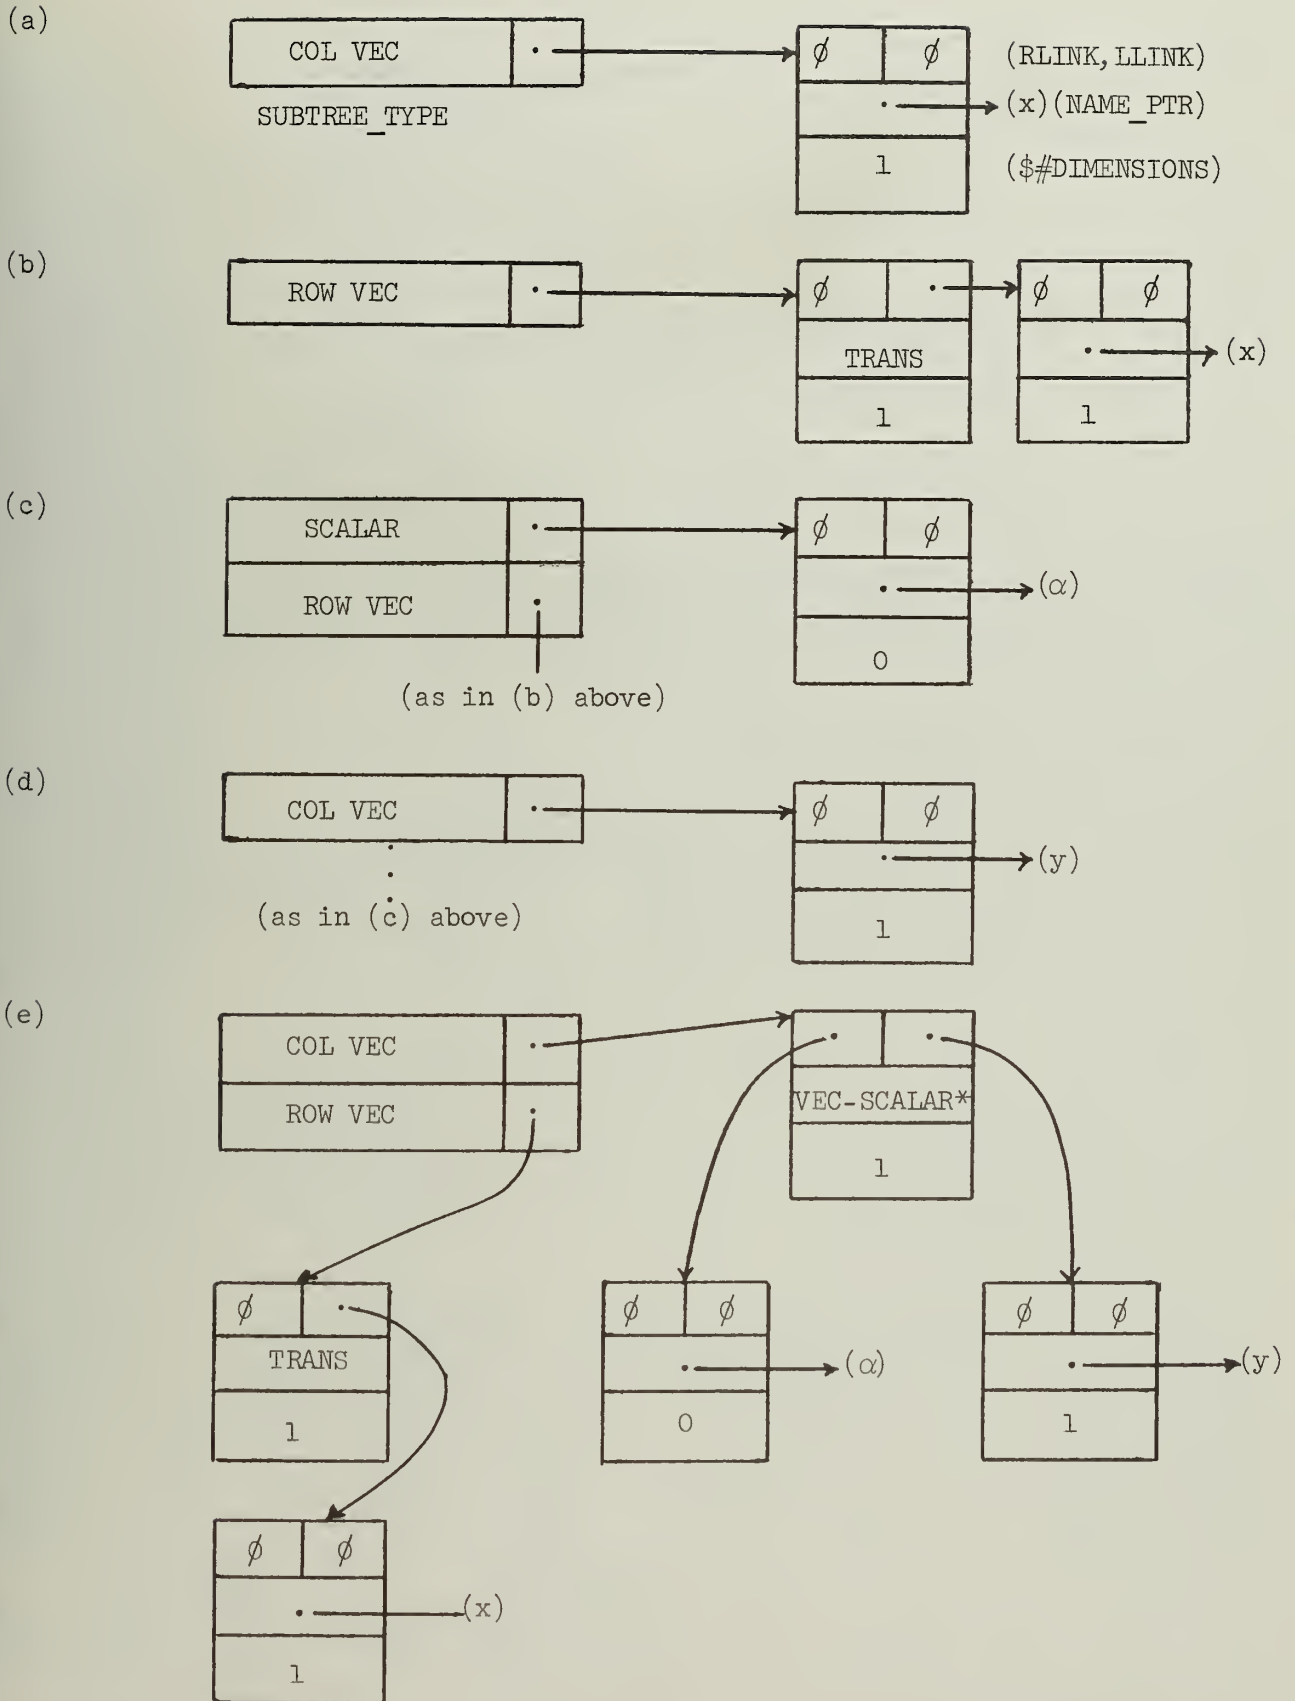 (a)
COL VEC
SUBTREE_TYPE
∅ ∅ (RLINK, LLINK)
(x) (NAME_PTR)
1 ($#DIMENSIONS)
(b)
ROW VEC
∅ ∅ ∅
TRANS (x)
1 1
(c)
SCALAR ∅ ∅
ROW VEC (α)
0
(as in (b) above)
(d)
COL VEC ∅ ∅
(y)
(as in (c) above)
1
(e)
COL VEC
ROW VEC
VEC-SCALAR*
1
∅ ∅ ∅ ∅ ∅
TRANS (α) (y)
1 0 1
∅ ∅
(x)
1